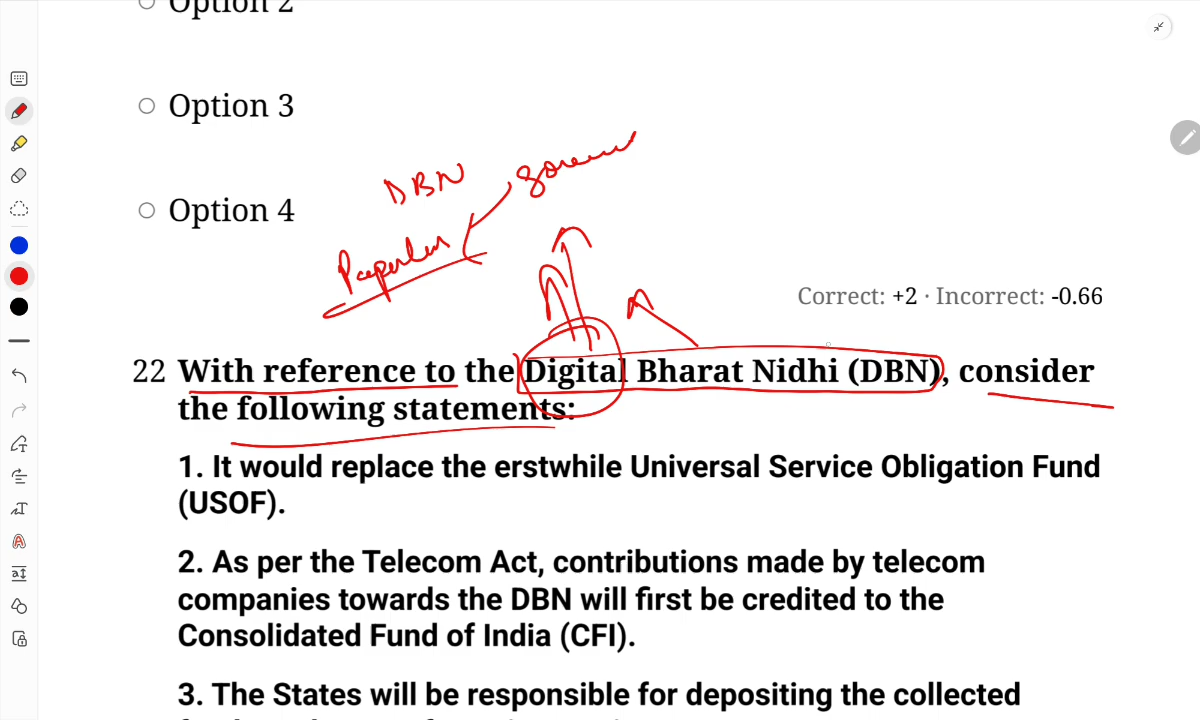 Option 2
Option 3
DBN
Option 4
Correct: +2 · Incorrect: -0.66
22 With reference to the Digital Bharat Nidhi (DBN), consider
the following statements:
1. It would replace the erstwhile Universal Service Obligation Fund
(USOF).
2. As per the Telecom Act, contributions made by telecom
companies towards the DBN will first be credited to the
Consolidated Fund of India (CFI).
3. The States will be responsible for depositing the collected